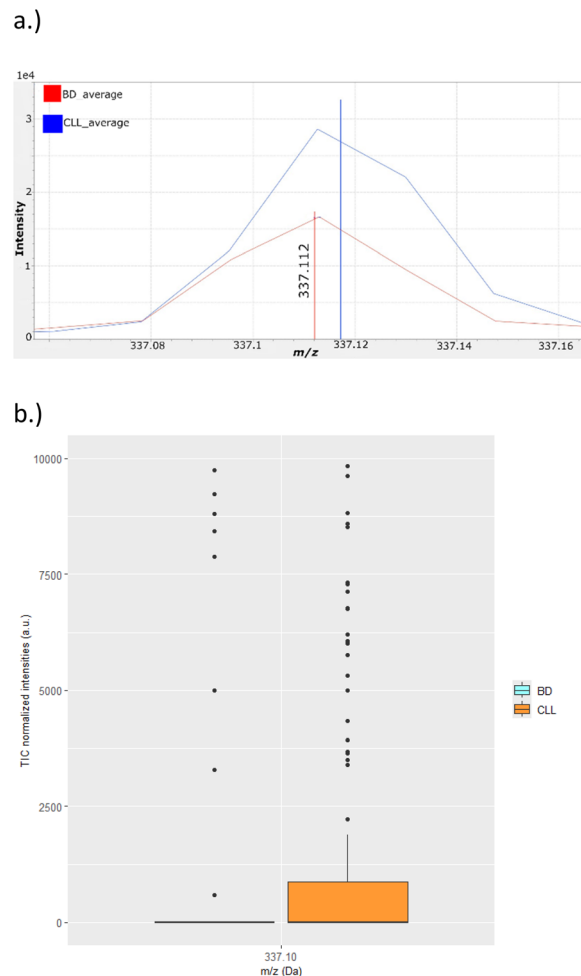 a.)
1e4
BD_average
CLL_average
3
2
1
0
Intensity
337.112
337.08
337.1
337.12
337.14
337.16
m/z
b.)
10000
7500
5000
2500
0
TIC normalized intensities (a.u.)
BD
CLL
337.10
m/z (Da)